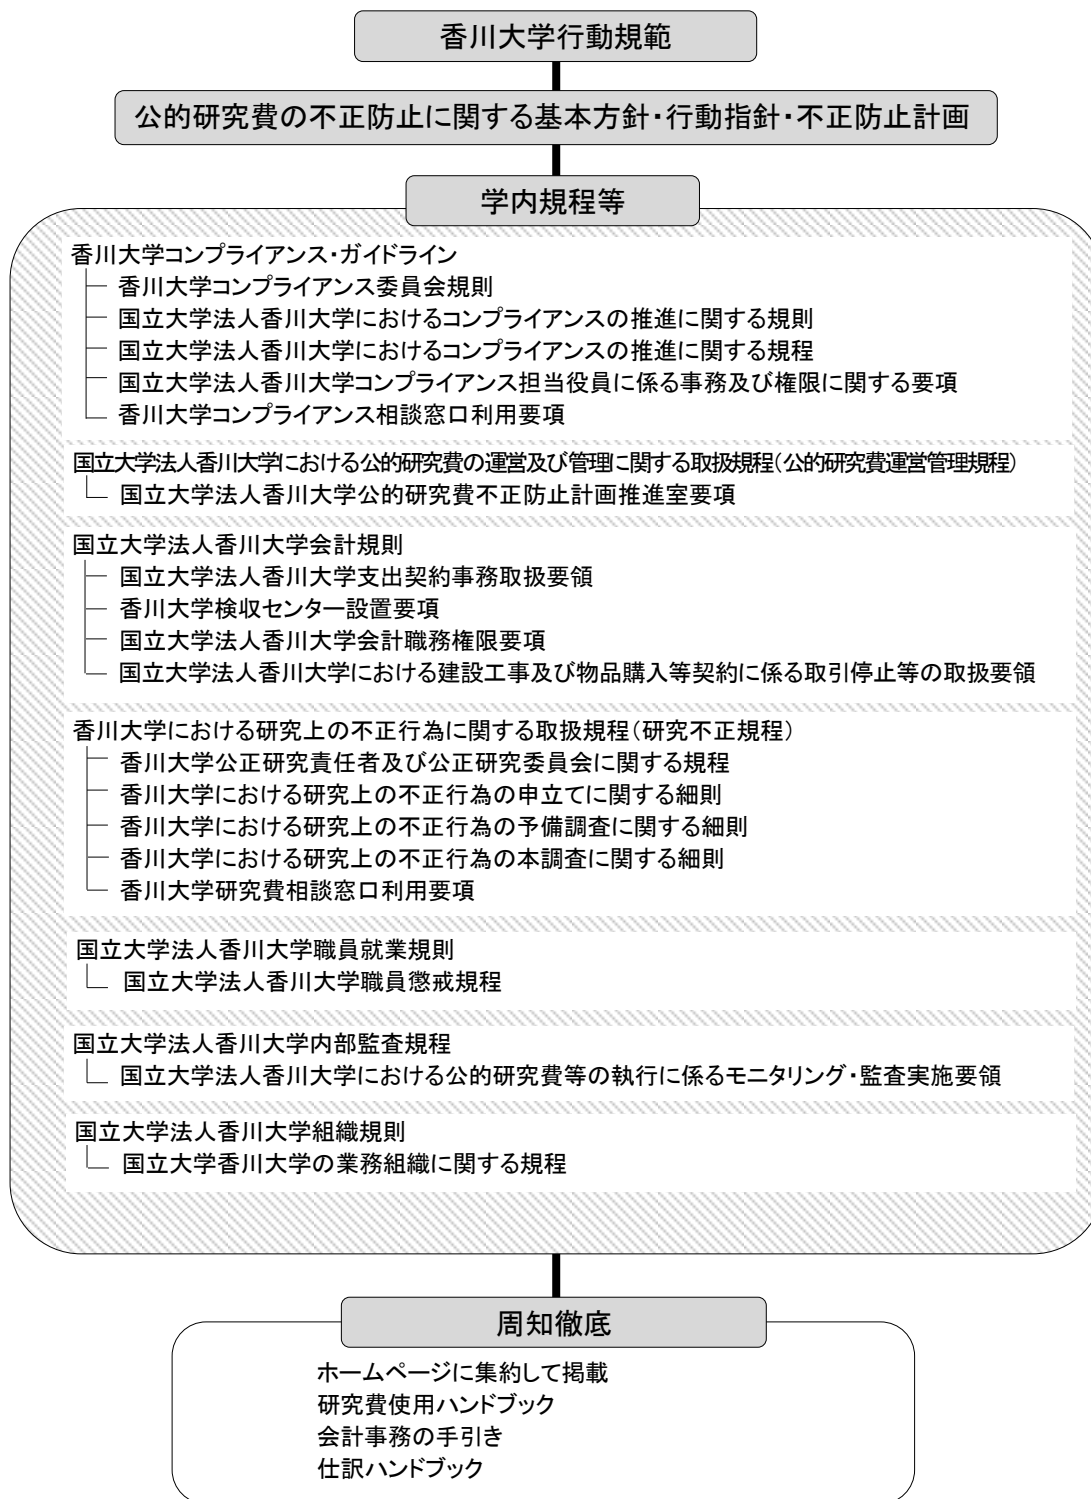 香川大学行動規範
公的研究費の不正防止に関する基本方針・行動指針・不正防止計画
学内規程等
香川大学コンプライアンス・ガイドライン
香川大学コンプライアンス委員会規則
国立大学法人香川大学におけるコンプライアンスの推進に関する規則
国立大学法人香川大学におけるコンプライアンスの推進に関する規程
国立大学法人香川大学コンプライアンス担当役員に係る事務及び権限に関する要項
香川大学コンプライアンス相談窓口利用要項
国立大学法人香川大学における公的研究費の運営及び管理に関する取扱規程(公的研究費運営管理規程)
国立大学法人香川大学公的研究費不正防止計画推進室要項
国立大学法人香川大学会計規則
国立大学法人香川大学支出契約事務取扱要領
香川大学検収センター設置要項
国立大学法人香川大学会計職務権限要項
国立大学法人香川大学における建設工事及び物品購入等契約に係る取引停止等の取扱要領
香川大学における研究上の不正行為に関する取扱規程(研究不正規程)
香川大学公正研究責任者及び公正研究委員会に関する規程
香川大学における研究上の不正行為の申立てに関する細則
香川大学における研究上の不正行為の予備調査に関する細則
香川大学における研究上の不正行為の本調査に関する細則
香川大学研究費相談窓口利用要項
国立大学法人香川大学職員就業規則
国立大学法人香川大学職員懲戒規程
国立大学法人香川大学内部監査規程
国立大学法人香川大学における公的研究費等の執行に係るモニタリング・監査実施要領
国立大学法人香川大学組織規則
国立大学香川大学の業務組織に関する規程
周知徹底
ホームページに集約して掲載
研究費使用ハンドブック
会計事務の手引き
仕訳ハンドブック